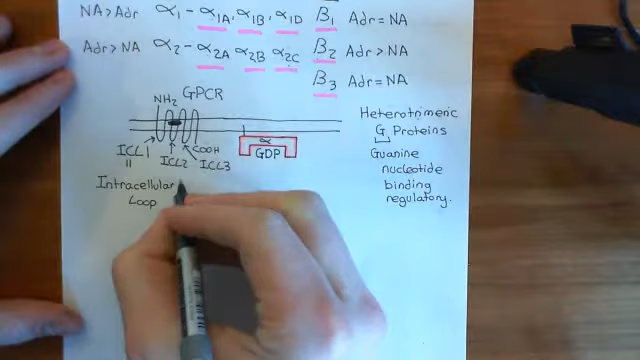 NA>Adr α1 - α1A, α1B, α1D β1 Adr=NA
Adr>NA α2 - α2A α2B α2C β2 Adr>NA
β3 Adr=NA
NH2 GPCR
ICL1 ICL2 COOH ICL3
α
GDP
Intracellular
Loop
Heterotrimeric
G Proteins
Guanine
nucleotide
binding
regulatory.